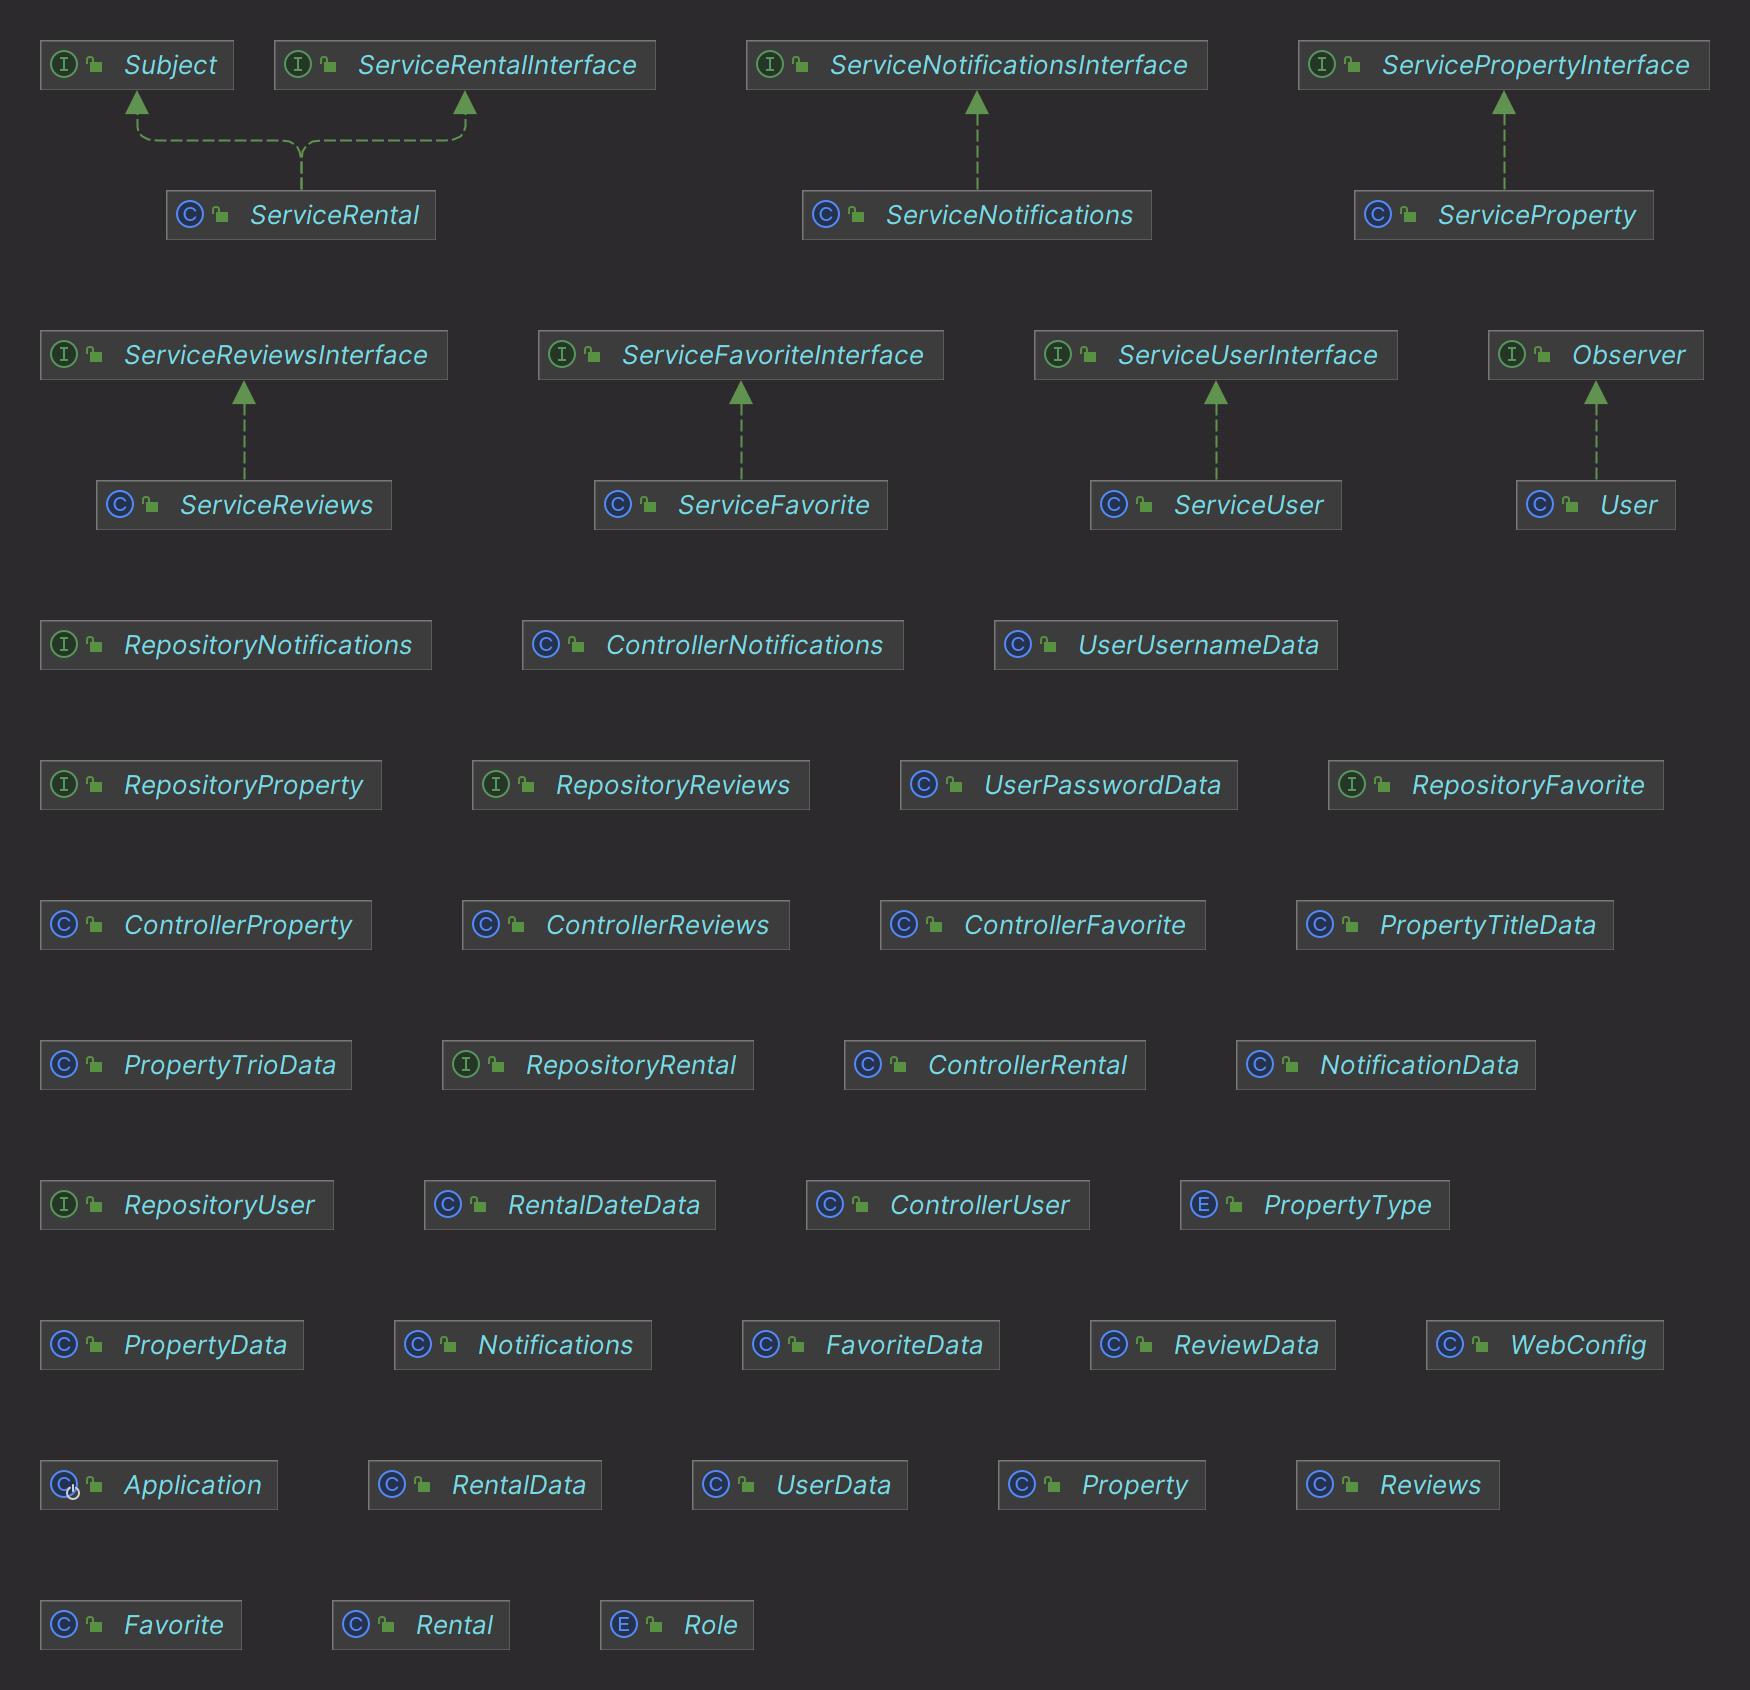 Subject ServiceRentalInterface ServiceNotificationsInterface ServicePropertyInterface
ServiceRental ServiceNotifications ServiceProperty
ServiceReviewsInterface ServiceFavoriteInterface ServiceUserInterface Observer
ServiceReviews ServiceFavorite ServiceUser User
RepositoryNotifications ControllerNotifications UserUsernameData
RepositoryProperty RepositoryReviews UserPasswordData RepositoryFavorite
ControllerProperty ControllerReviews ControllerFavorite PropertyTitleData
PropertyTrioData RepositoryRental ControllerRental NotificationData
RepositoryUser RentalDateData ControllerUser PropertyType
PropertyData Notifications FavoriteData ReviewData WebConfig
Application RentalData UserData Property Reviews
Favorite Rental Role